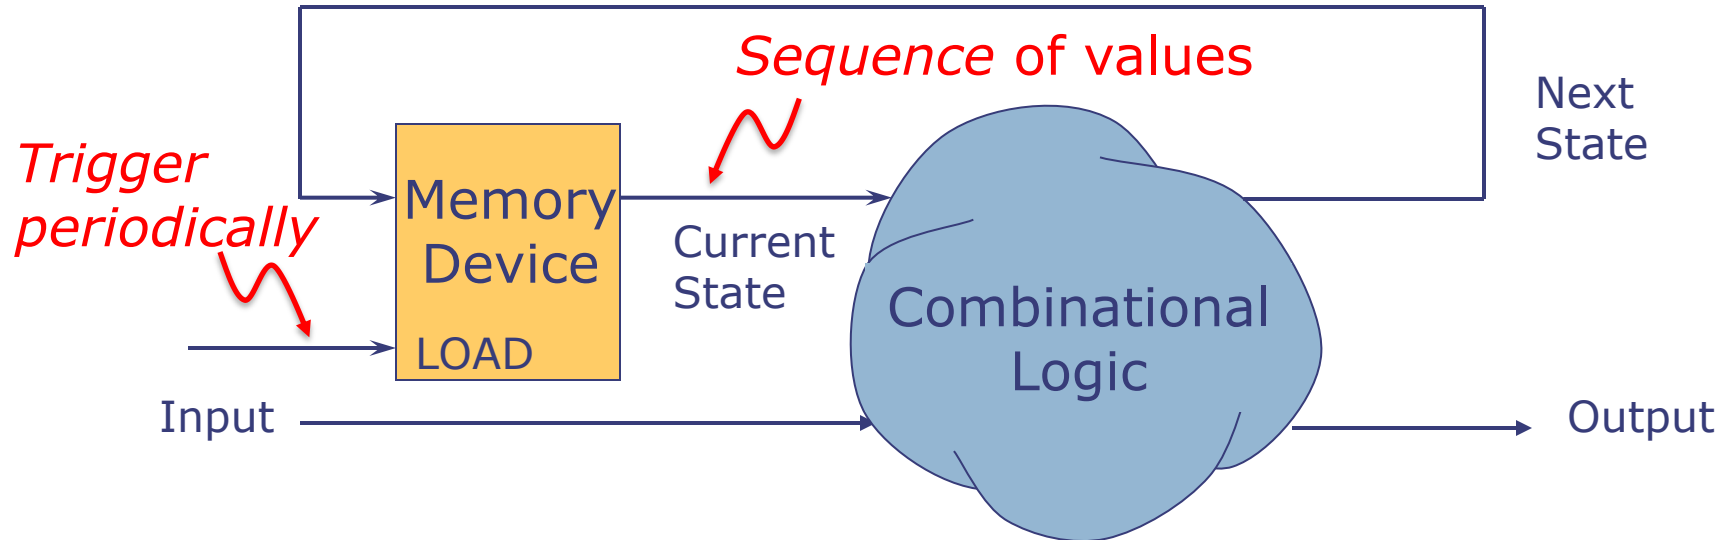 Sequence of values
Next
State
Trigger
periodically
Memory
Device
LOAD
Current
State
Combinational
Logic
Input
Output